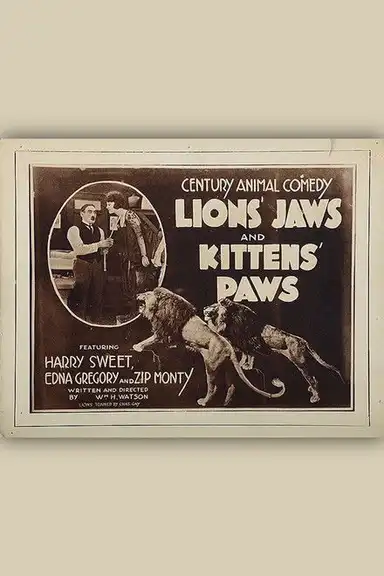 CENTURY ANIMAL COMEDY
LIONS' JAWS
AND
KITTENS'
PAWS
FEATURING
HARRY SWEET,
EDNA GREGORY AND ZIP MONTY
WRITTEN AND DIRECTED
BY WM H. WATSON
LIONS TRAINED BY CHAS. GAY